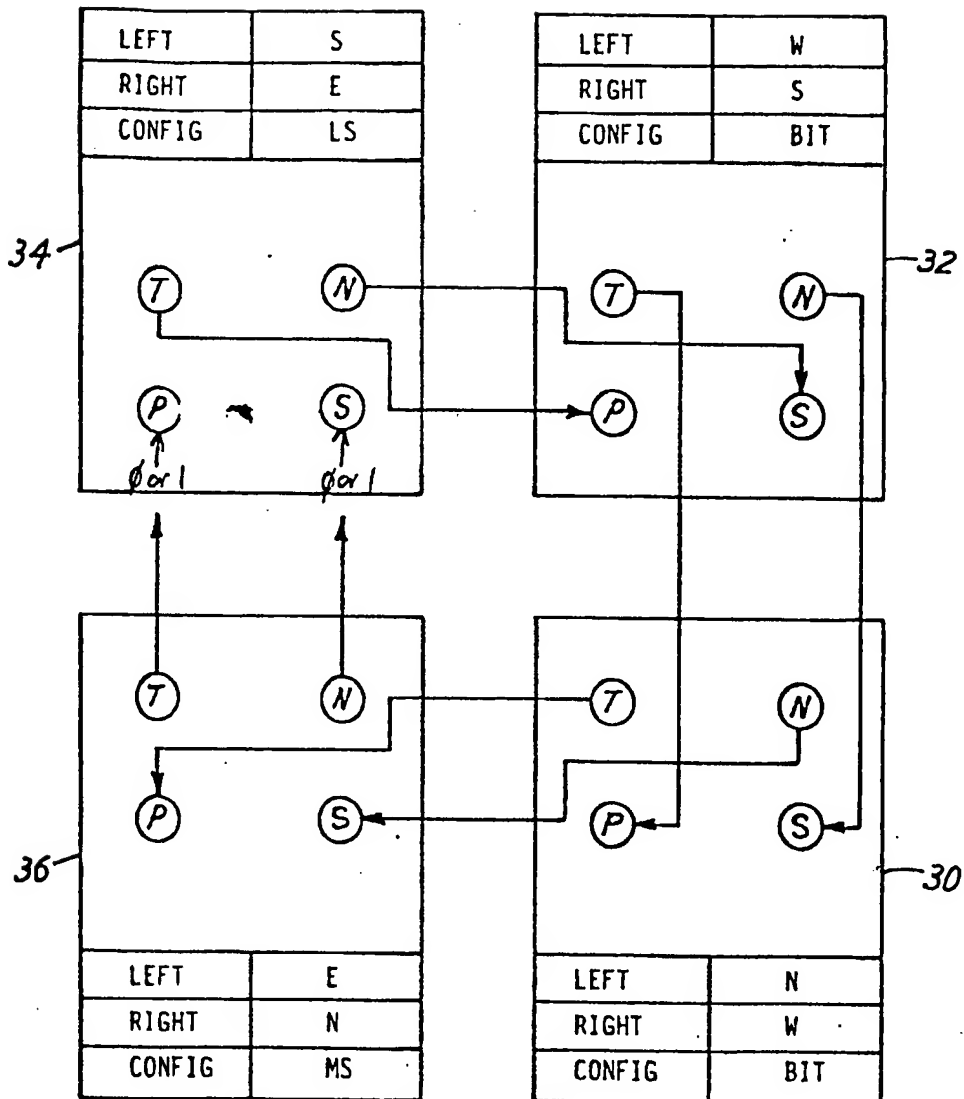 LEFT S
RIGHT E
CONFIG LS
LEFT W
RIGHT S
CONFIG BIT
34
T N
P S
ϕ or 1 ϕ or 1
32
T N
P S
36
T N
P S
30
T N
P S
LEFT E
RIGHT N
CONFIG MS
LEFT N
RIGHT W
CONFIG BIT